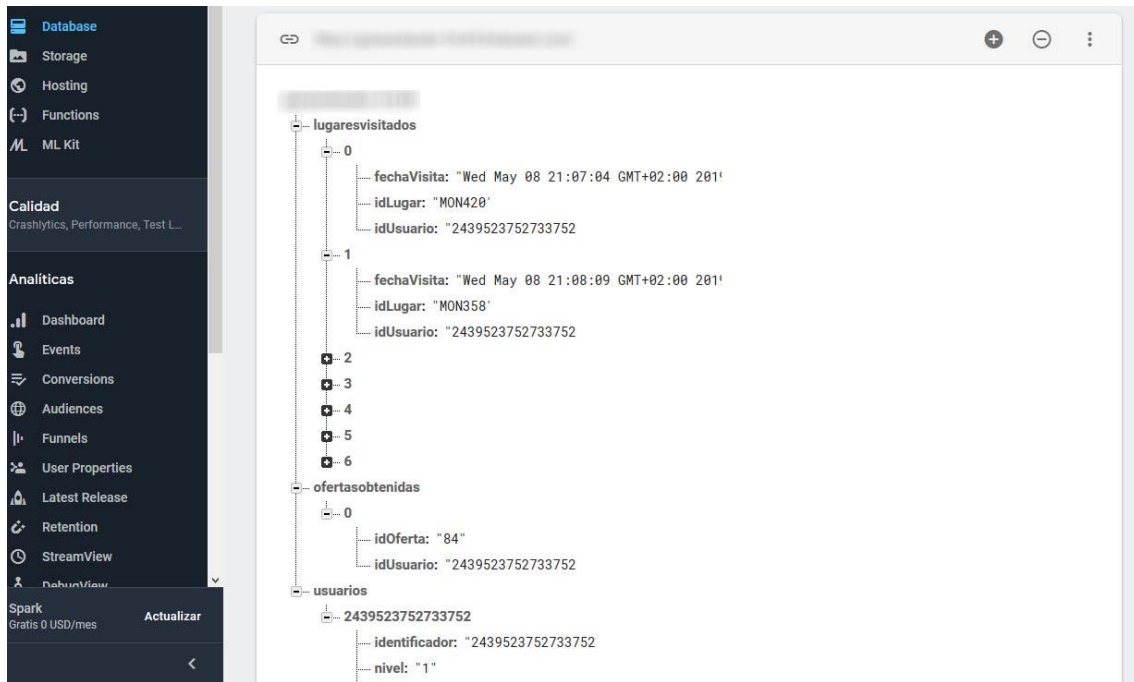 Database
Storage
Hosting
Functions
ML Kit
Calidad
Crashlytics, Performance, Test L...
Analíticas
Dashboard
Events
Conversions
Audiences
Funnels
User Properties
Latest Release
Retention
StreamView
DebugView
Spark
Gratis 0 USD/mes
Actualizar
lugaresvisitados
0
fechaVisita: "Wed May 08 21:07:04 GMT+02:00 201
idLugar: "MON420"
idUsuario: "2439523752733752
1
fechaVisita: "Wed May 08 21:08:09 GMT+02:00 201
idLugar: "MON358"
idUsuario: "2439523752733752
2
3
4
5
6
ofertasobtenidas
0
idOferta: "84"
idUsuario: "2439523752733752
usuarios
2439523752733752
identificador: "2439523752733752
nivel: "1"